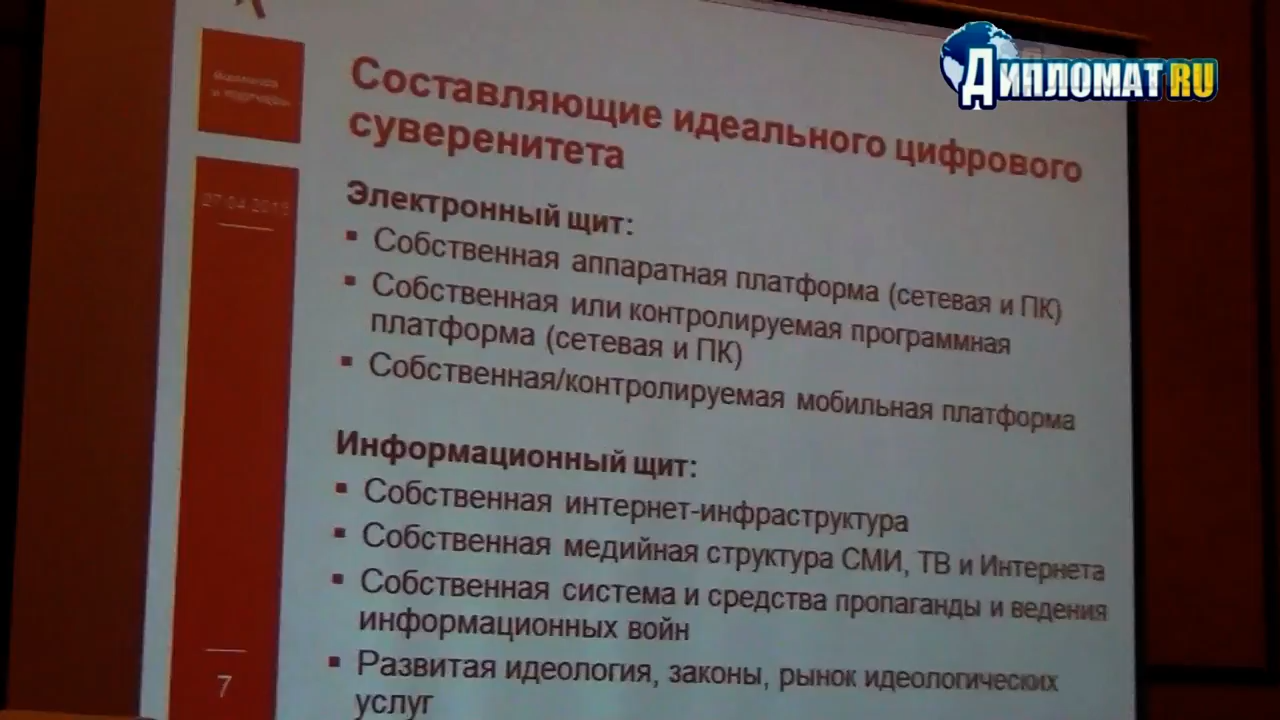 ДИПЛОМАТ RU
Составляющие идеального цифрового
суверенитета
Электронный щит:
▪ Собственная аппаратная платформа (сетевая и ПК)
▪ Собственная или контролируемая программная
платформа (сетевая и ПК)
▪ Собственная/контролируемая мобильная платформа
Информационный щит:
▪ Собственная интернет-инфраструктура
▪ Собственная медийная структура СМИ, ТВ и Интернета
▪ Собственная система и средства пропаганды и ведения
информационных войн
▪ Развитая идеология, законы, рынок идеологических
услуг
7